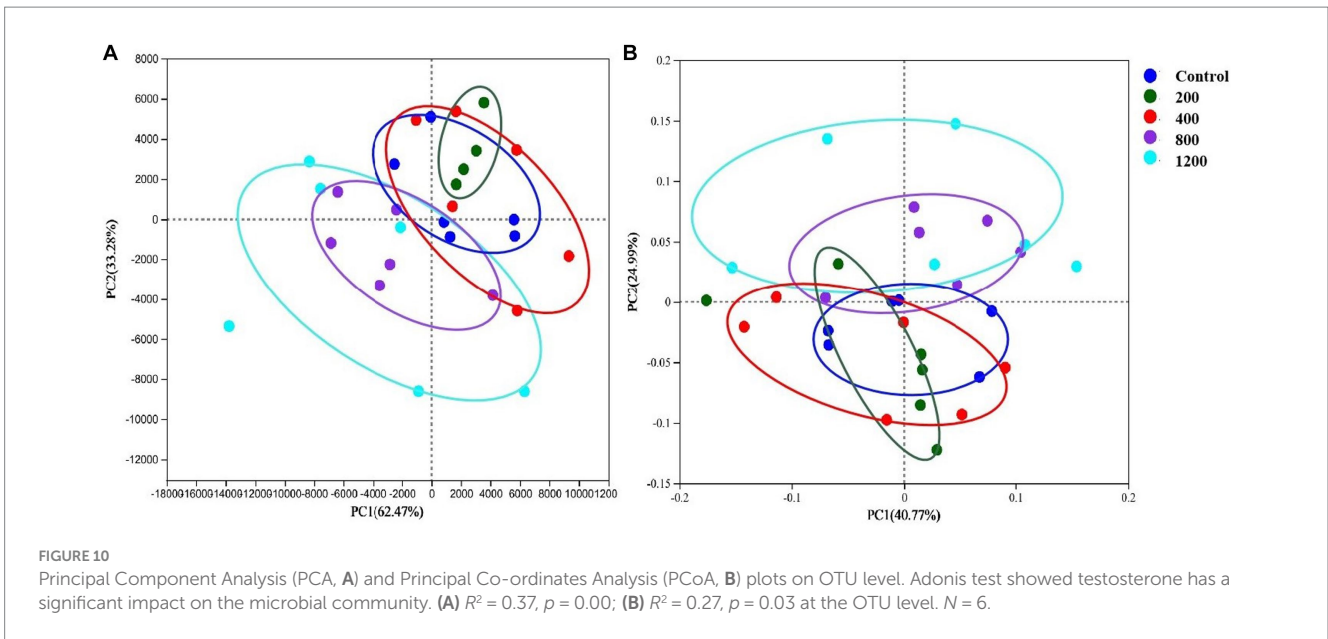 A
8000
6000
4000
2000
0
-2000
-4000
-6000
-8000
-10000
-12000
PC2(33.28%)
-18000-16000-14000-12000-10000-8000 -6000 -4000 -2000 0 2000 4000 6000 8000 10000 1200
PC1(62.47%)
B
0.2
0.15
0.1
0.05
0
-0.05
-0.1
-0.15
PC2(24.99%)
-0.2 -0.1 0 0.1 0.2
PC1(40.77%)
Control
200
400
800
1200
FIGURE 10
Principal Component Analysis (PCA, A) and Principal Co-ordinates Analysis (PCoA, B) plots on OTU level. Adonis test showed testosterone has a
significant impact on the microbial community. (A) R² = 0.37, p = 0.00; (B) R² = 0.27, p = 0.03 at the OTU level. N = 6.